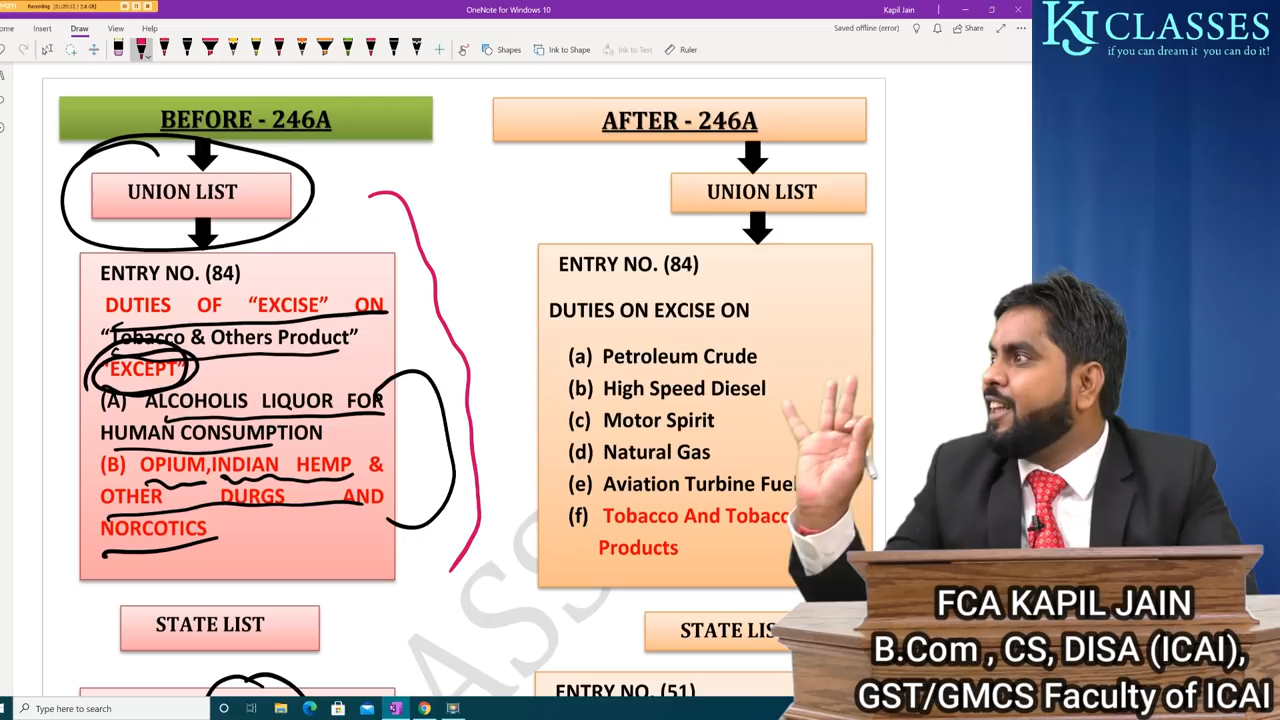 Recording
OneNote for Windows 10
Kapil Jain
Insert
Draw
View
Help
Saved offline (error)
Share
Shapes
Ink to Shape
Ink to Text
Ruler
KJ CLASSES
if you can dream it you can do it!
BEFORE - 246A
UNION LIST
ENTRY NO. (84)
DUTIES OF “EXCISE” ON
“Tobacco & Others Product”
“EXCEPT”
(A) ALCOHOLIS LIQUOR FOR
HUMAN CONSUMPTION
(B) OPIUM,INDIAN HEMP &
OTHER DURGS AND
NORCOTICS
STATE LIST
AFTER - 246A
UNION LIST
ENTRY NO. (84)
DUTIES ON EXCISE ON
(a) Petroleum Crude
(b) High Speed Diesel
(c) Motor Spirit
(d) Natural Gas
(e) Aviation Turbine Fuel
(f) Tobacco And Tobacc
Products
STATE LIS
ENTRY NO. (51)
FCA KAPIL JAIN
B.Com , CS, DISA (ICAI),
GST/GMCS Faculty of ICAI
Type here to search